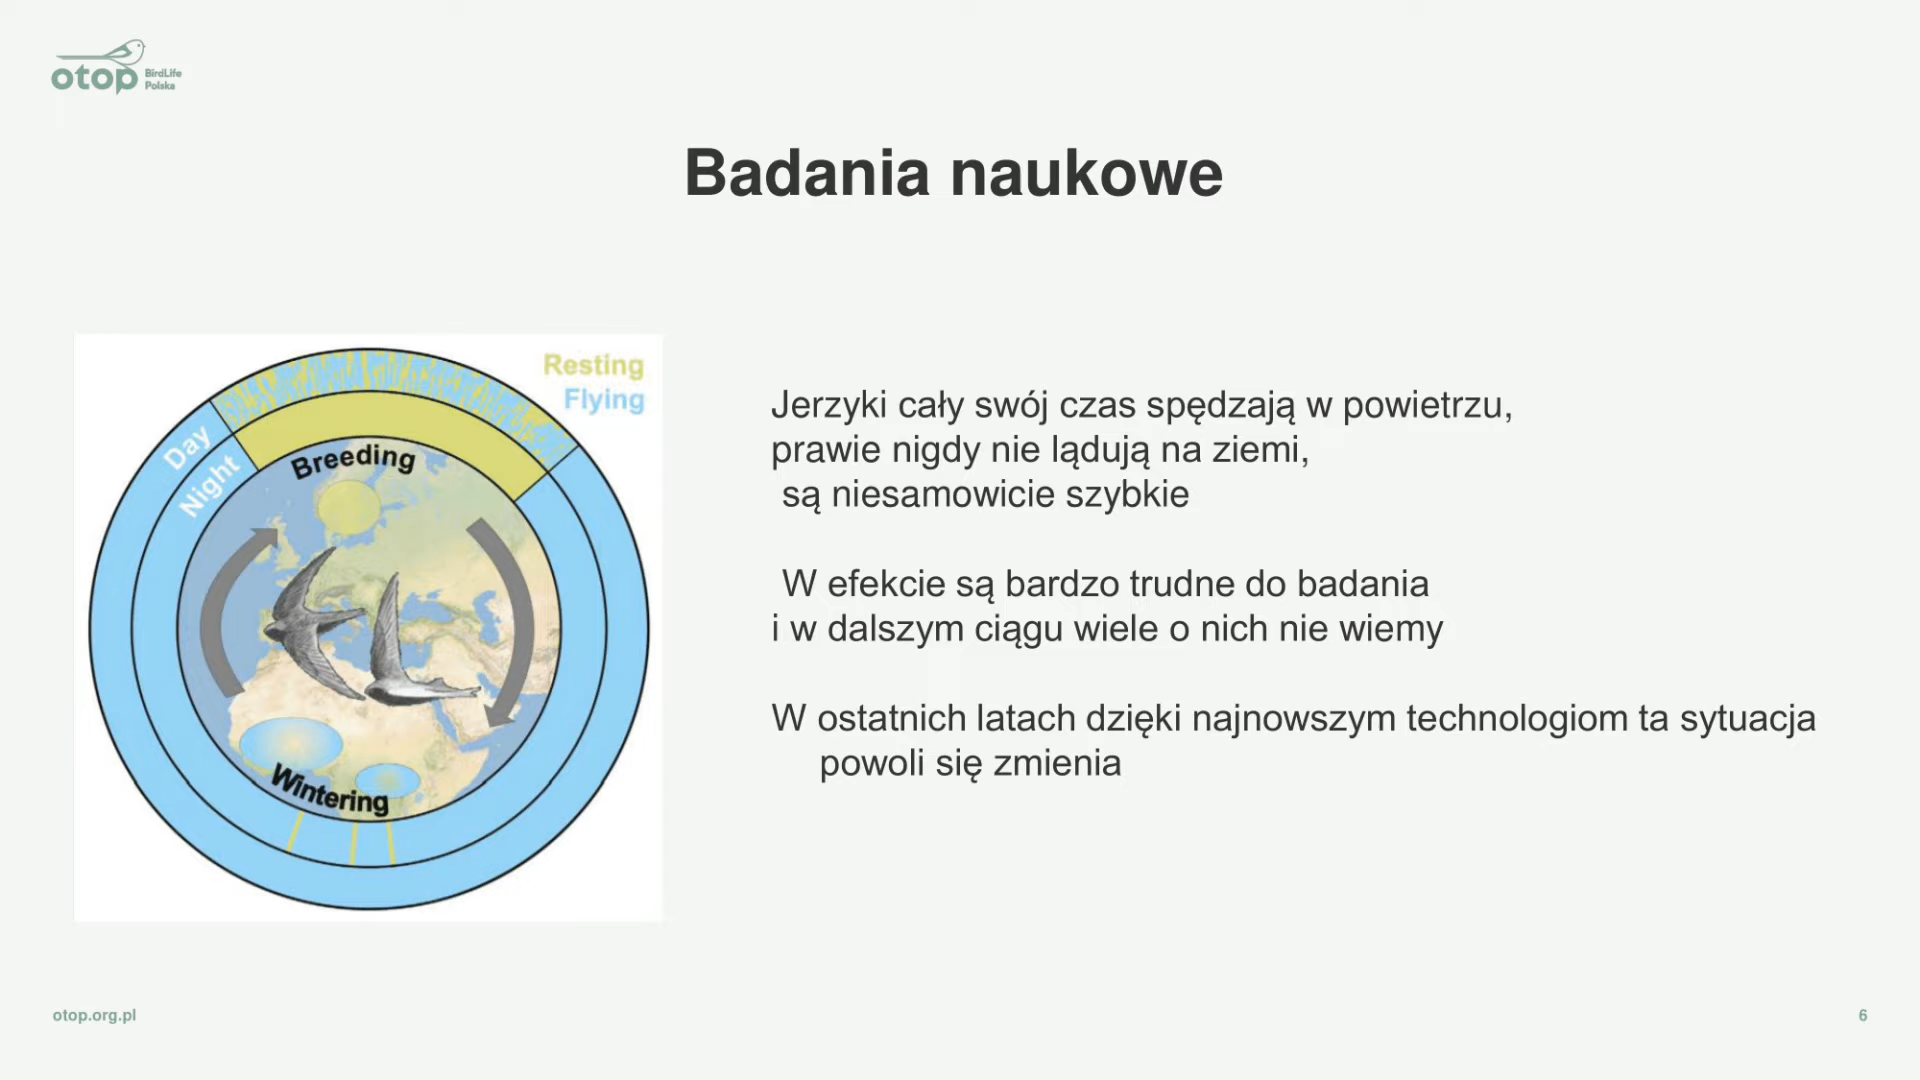 otop BirdLife
Polska
Badania naukowe
Resting
Flying
Day
Night
Breeding
Wintering
Jerzyki cały swój czas spędzają w powietrzu,
prawie nigdy nie lądują na ziemi,
są niesamowicie szybkie
W efekcie są bardzo trudne do badania
i w dalszym ciągu wiele o nich nie wiemy
W ostatnich latach dzięki najnowszym technologiom ta sytuacja
powoli się zmienia
otop.org.pl
6